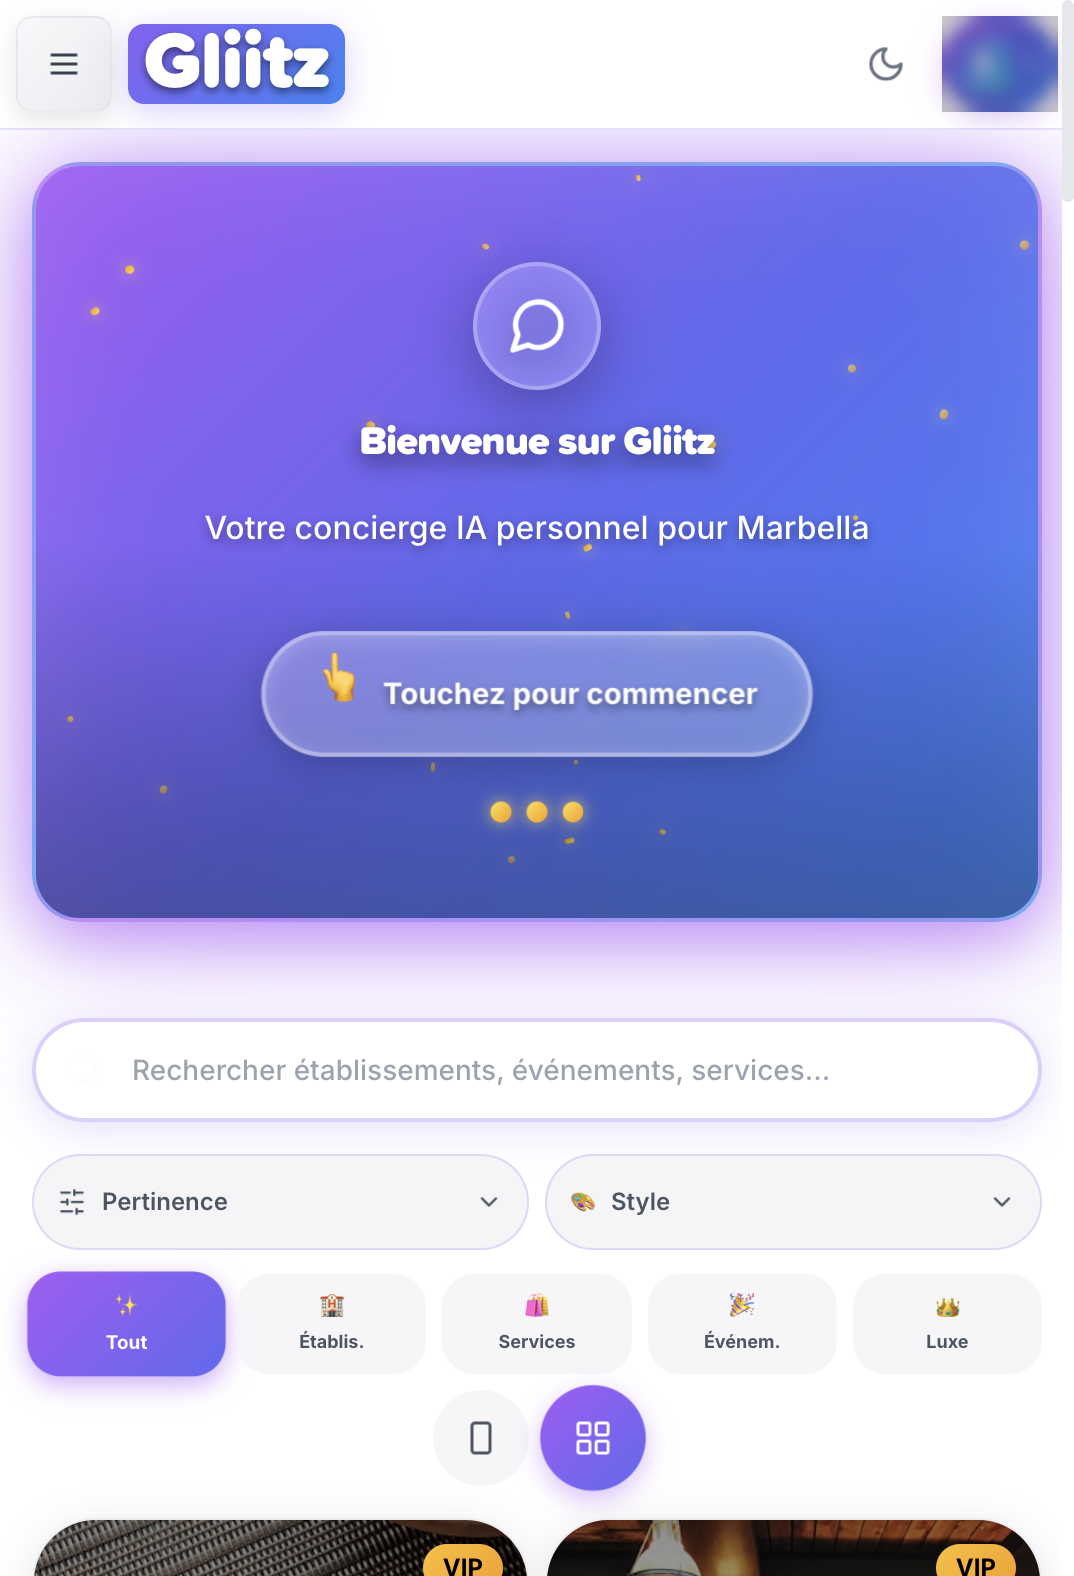 Gliitz
Bienvenue sur Gliitz
Votre concierge IA personnel pour Marbella
Touchez pour commencer
Rechercher établissements, événements, services...
Pertinence
Style
Tout
Établis.
Services
Événem.
Luxe
VIP
VIP